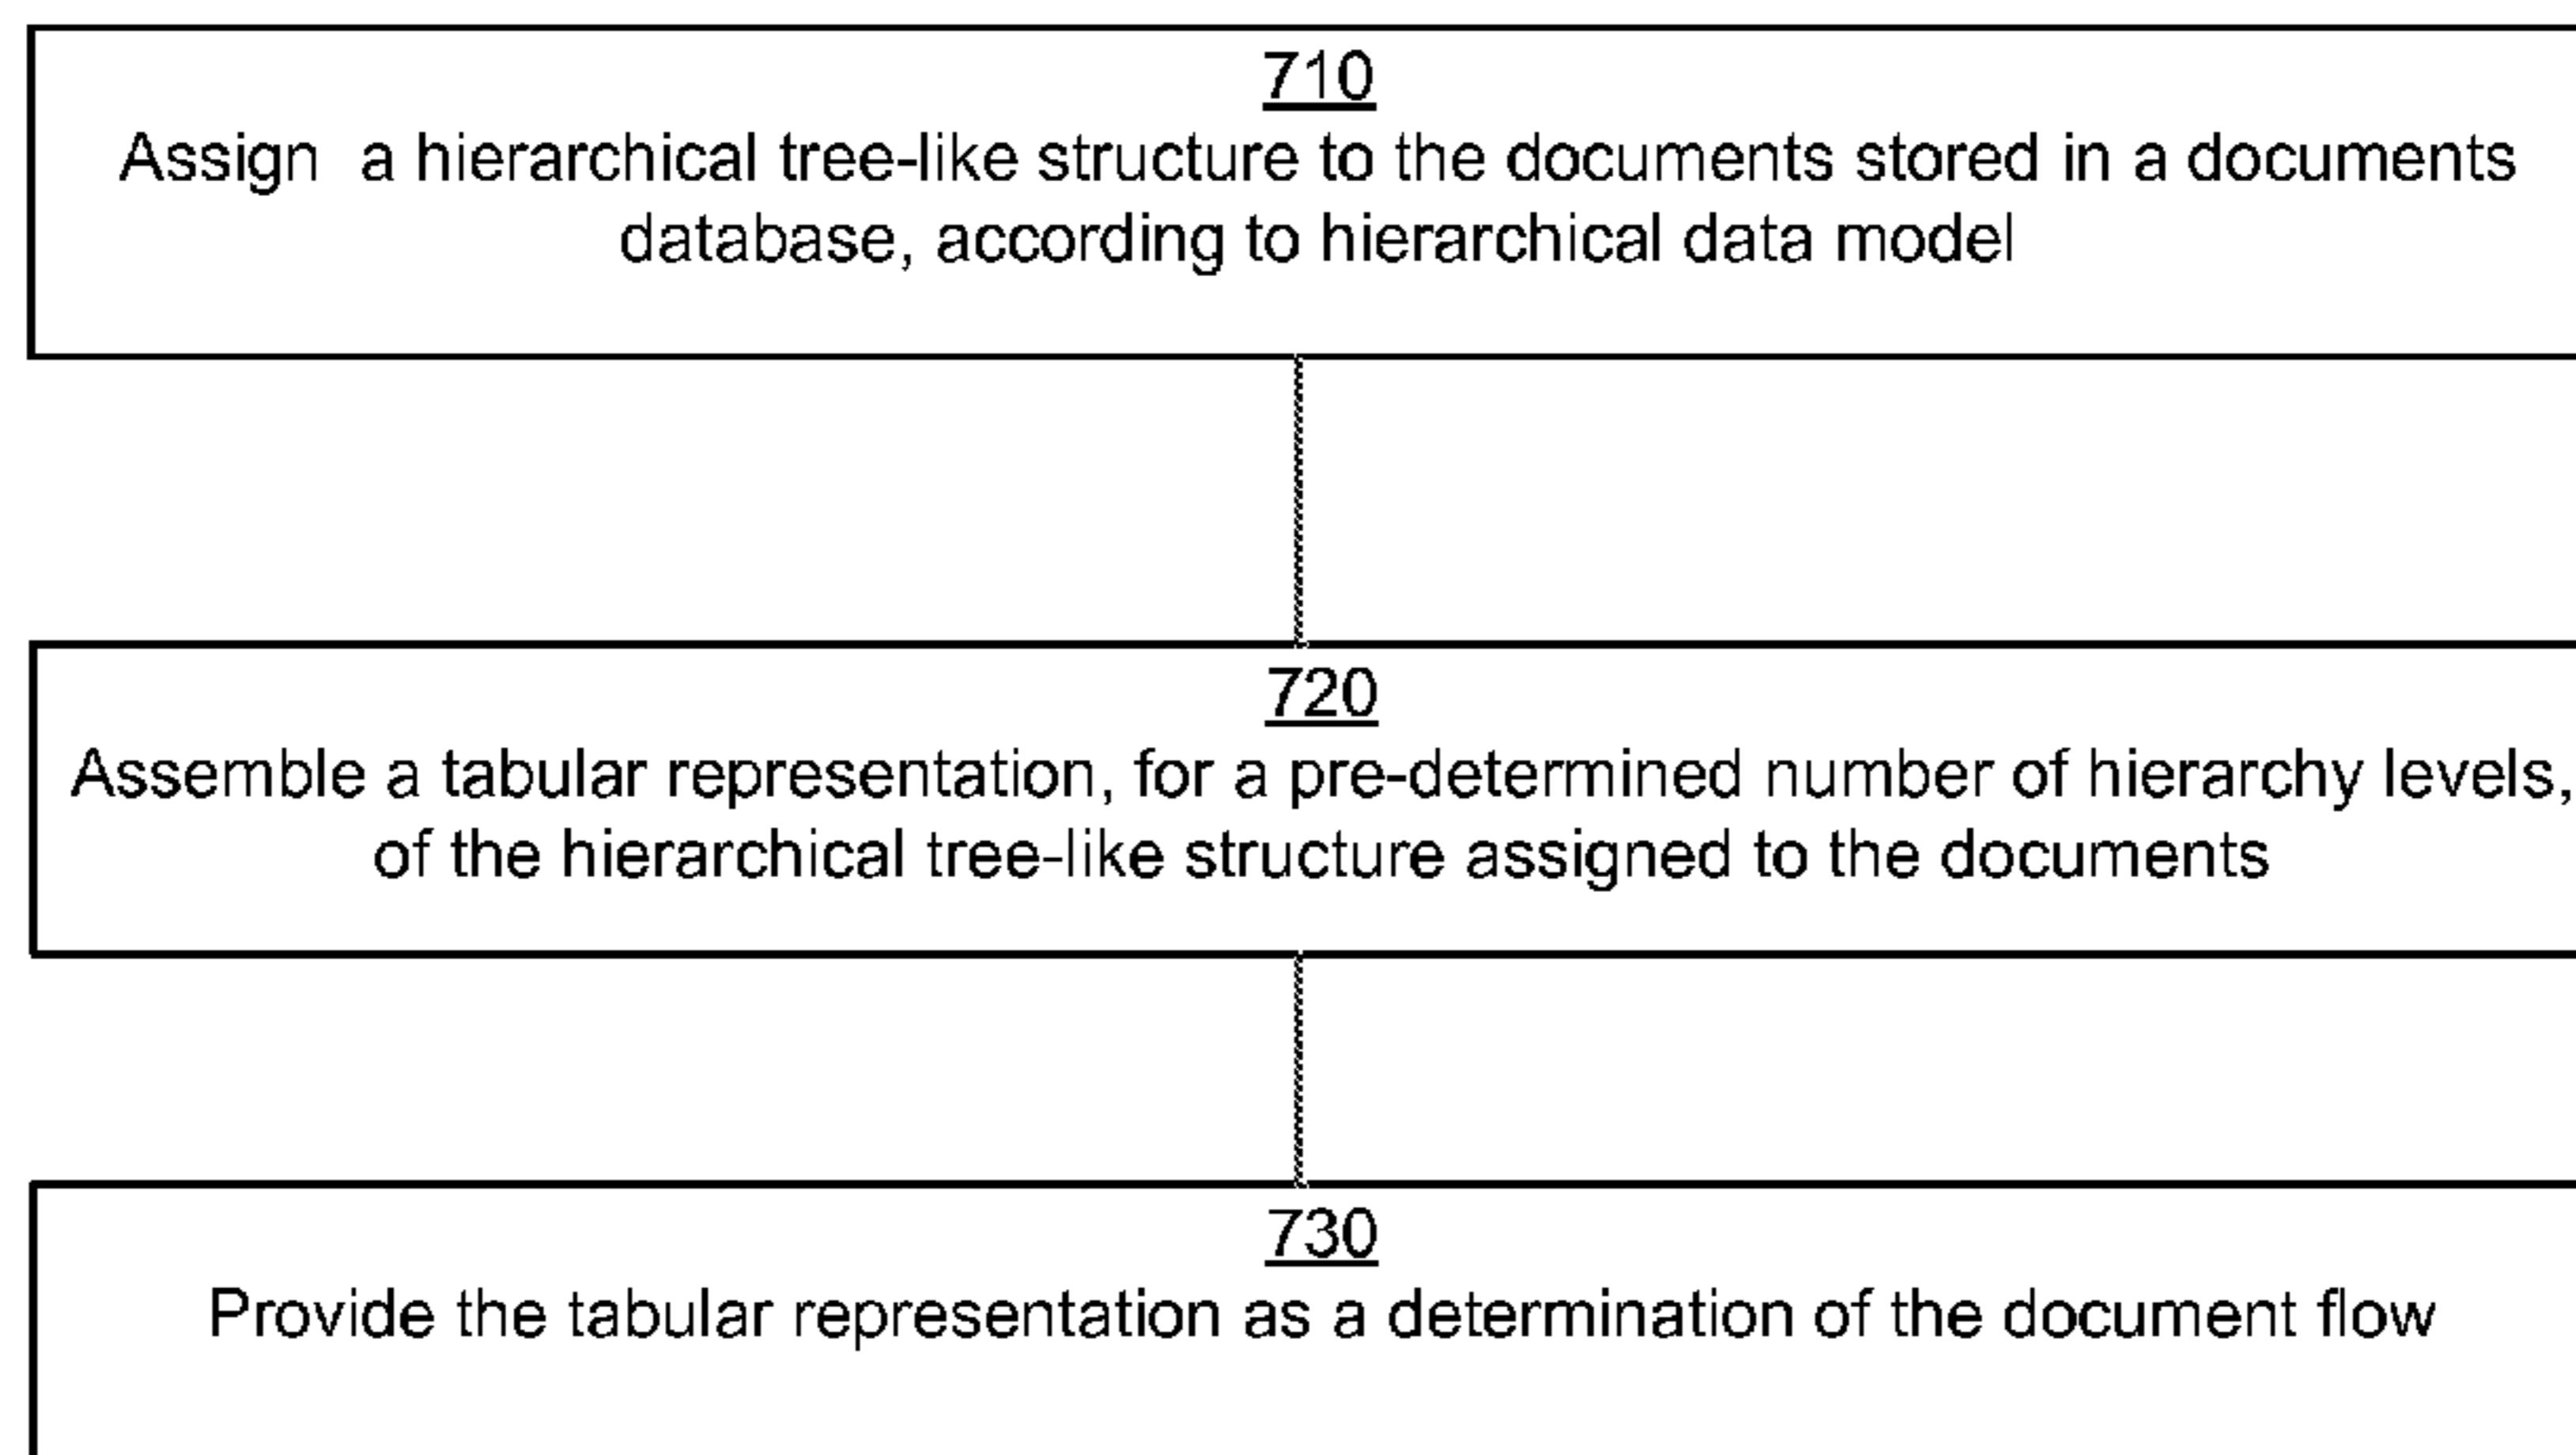 710
Assign a hierarchical tree-like structure to the documents stored in a documents
database, according to hierarchical data model
720
Assemble a tabular representation, for a pre-determined number of hierarchy levels,
of the hierarchical tree-like structure assigned to the documents
730
Provide the tabular representation as a determination of the document flow